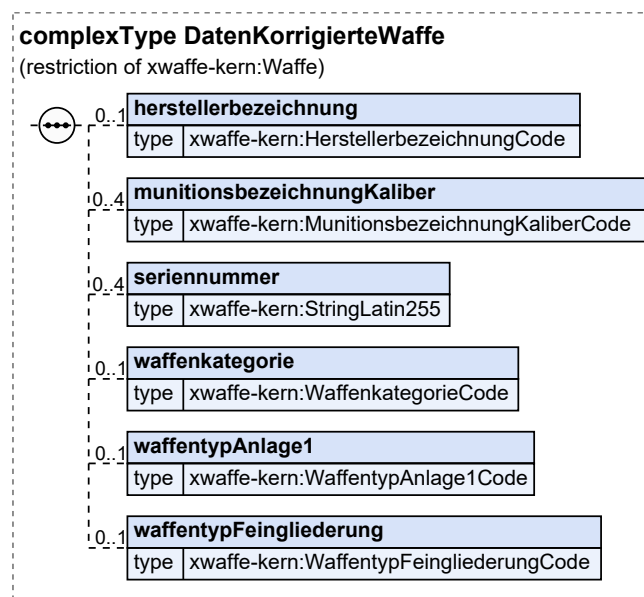 complexType DatenKorrigierteWaffe
(restriction of xwaffe-kern:Waffe)
0..1 herstellerbezeichnung
type xwaffe-kern:HerstellerbezeichnungCode
0..4 munitionsbezeichnungKaliber
type xwaffe-kern:MunitionsbezeichnungKaliberCode
0..4 seriennummer
type xwaffe-kern:StringLatin255
0..1 waffenkategorie
type xwaffe-kern:WaffenkategorieCode
0..1 waffentypAnlage1
type xwaffe-kern:WaffentypAnlage1Code
0..1 waffentypFeingliederung
type xwaffe-kern:WaffentypFeingliederungCode